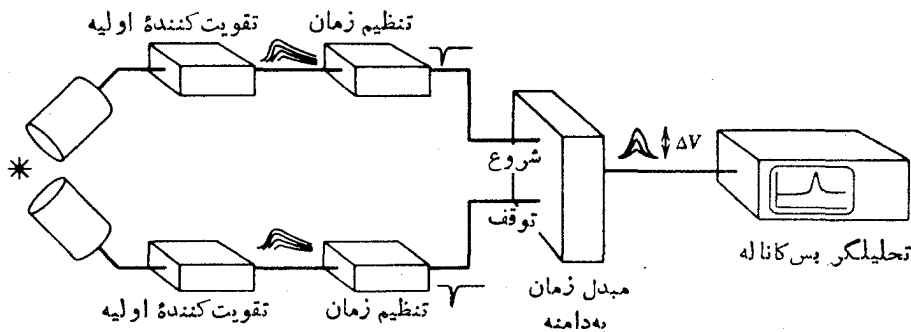 تقویت‌کنندهٔ اولیه
تنظیم زمان
شروع
توقف
ΔV
تحلیلگر بس‌کاناله
مبدل زمان
به‌دامنه
تقویت‌کنندهٔ اولیه
تنظیم زمان